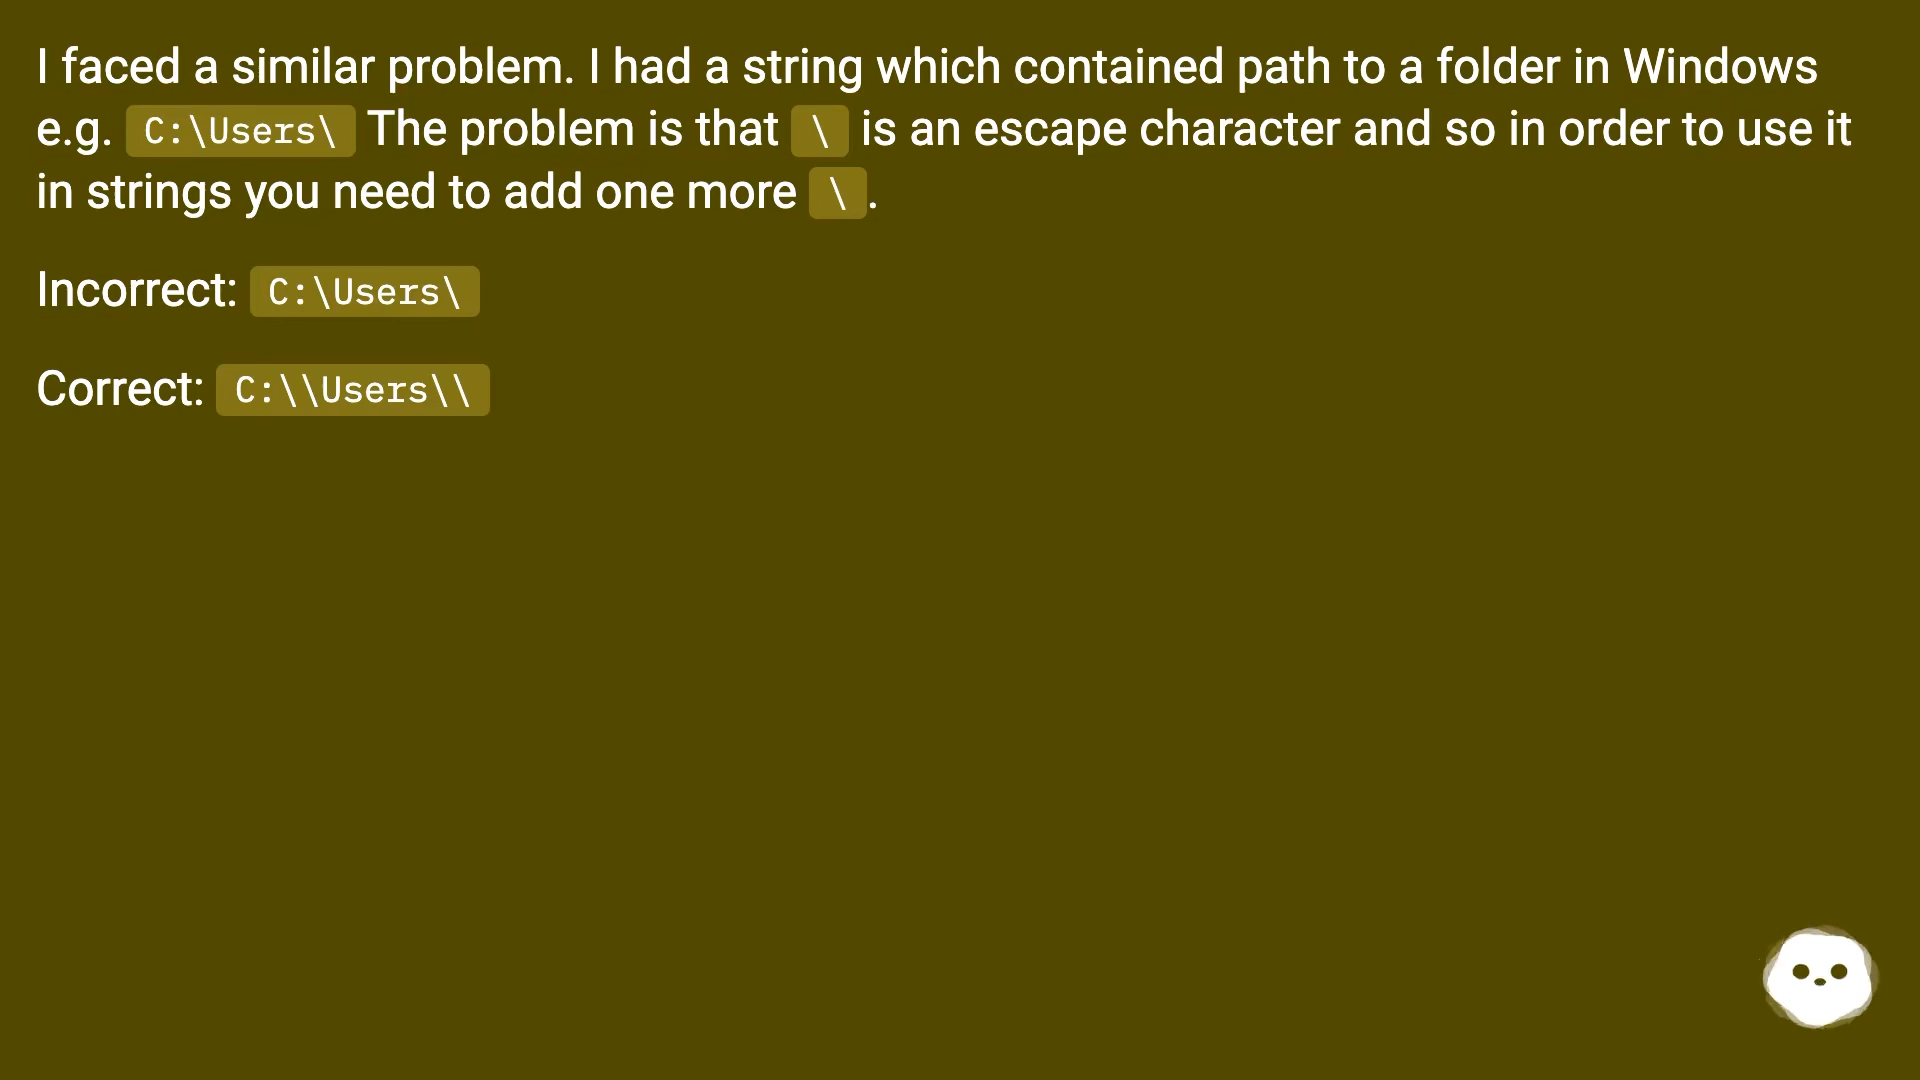 I faced a similar problem. I had a string which contained path to a folder in Windows
e.g. C:\Users\ The problem is that \ is an escape character and so in order to use it
in strings you need to add one more \.
Incorrect: C:\Users\
Correct: C:\\Users\\